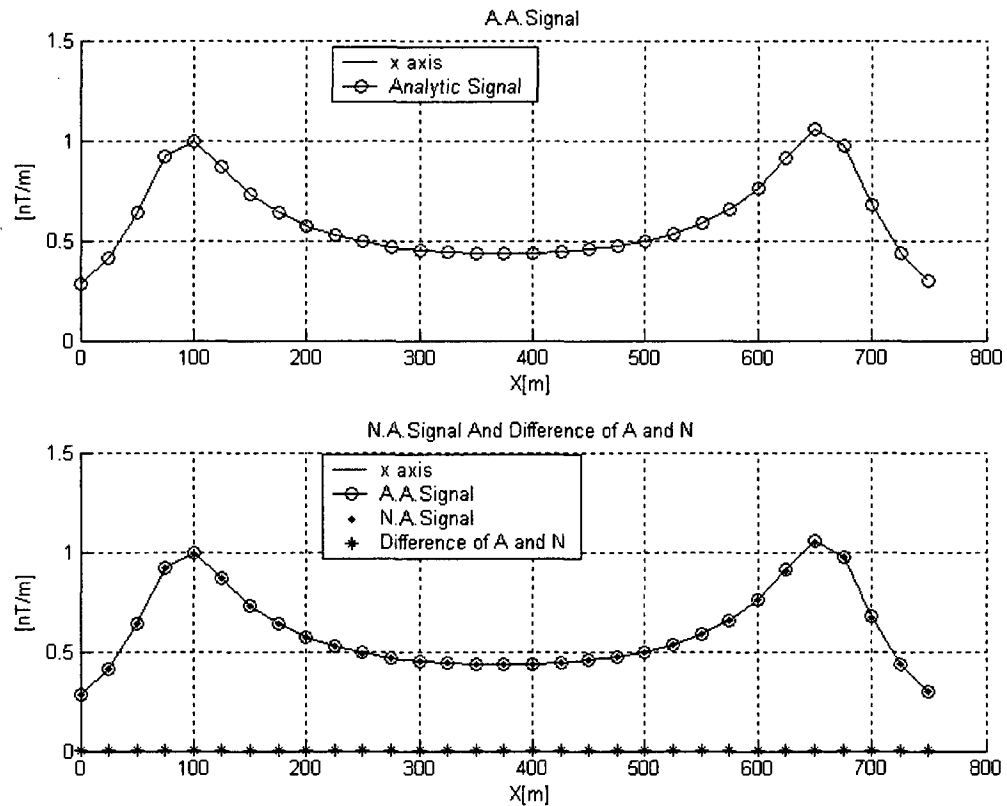 A.A.Signal
1.5
1
0.5
0
[nT/m]
x axis
Analytic Signal
0 100 200 300 400 500 600 700 800
X[m]
N.A.Signal And Difference of A and N
1.5
1
0.5
0
[nT/m]
x axis
A.A.Signal
N.A.Signal
Difference of A and N
0 100 200 300 400 500 600 700 800
X[m]